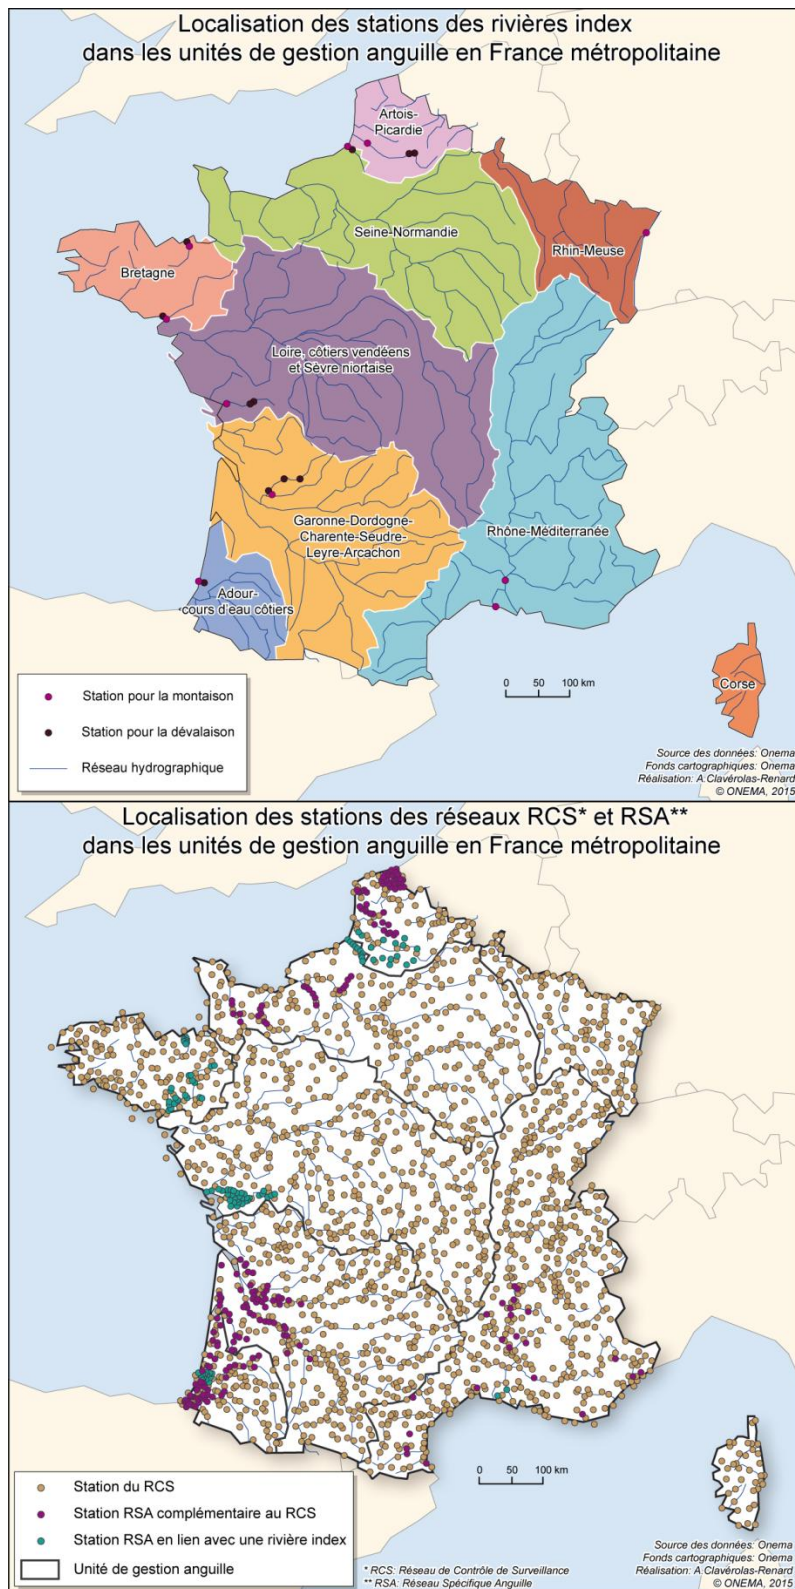 Localisation des stations des rivières index
dans les unités de gestion anguille en France métropolitaine
Artois-
Picardie
Seine-Normandie
Rhin-Meuse
Bretagne
Loire, côtiers vendéens
et Sèvre niortaise
Garonne-Dordogne-
Charente-Seudre-
Leyre-Arcachon
Rhône-Méditerranée
Adour-
cours d'eau côtiers
Corse
0 50 100 km
Station pour la montaison
Station pour la dévalaison
Réseau hydrographique
Source des données: Onema
Fonds cartographiques: Onema
Réalisation: A.Clavérolas-Renard
© ONEMA, 2015
Localisation des stations des réseaux RCS* et RSA**
dans les unités de gestion anguille en France métropolitaine
0 50 100 km
Station du RCS
Station RSA complémentaire au RCS
Station RSA en lien avec une rivière index
Unité de gestion anguille
* RCS: Réseau de Contrôle de Surveillance
** RSA: Réseau Spécifique Anguille
Source des données: Onema
Fonds cartographiques: Onema
Réalisation: A.Clavérolas-Renard
© ONEMA, 2015